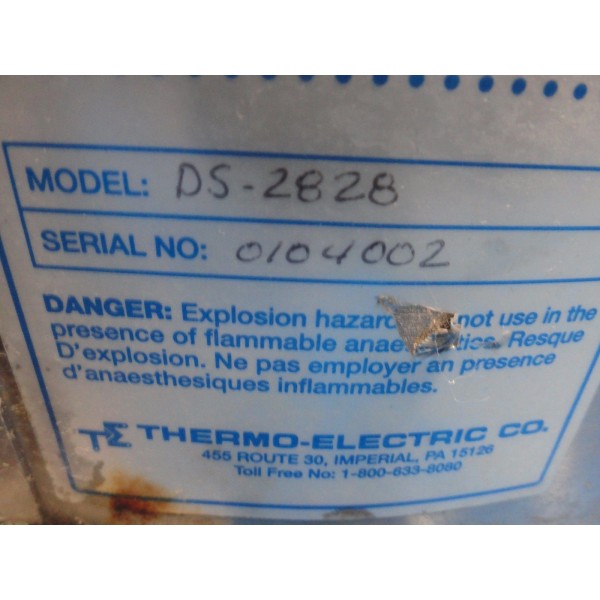 MODEL: DS-2828
SERIAL NO: 0104002
DANGER: Explosion hazard not use in the
presence of flammable Resque
D'explosion. Ne pas employer an presence
d'anaesthesiques inflammables.
TE THERMO-ELECTRIC CO.
455 ROUTE 30, IMPERIAL, PA 15126
Toll Free No: 1-800-633-8080